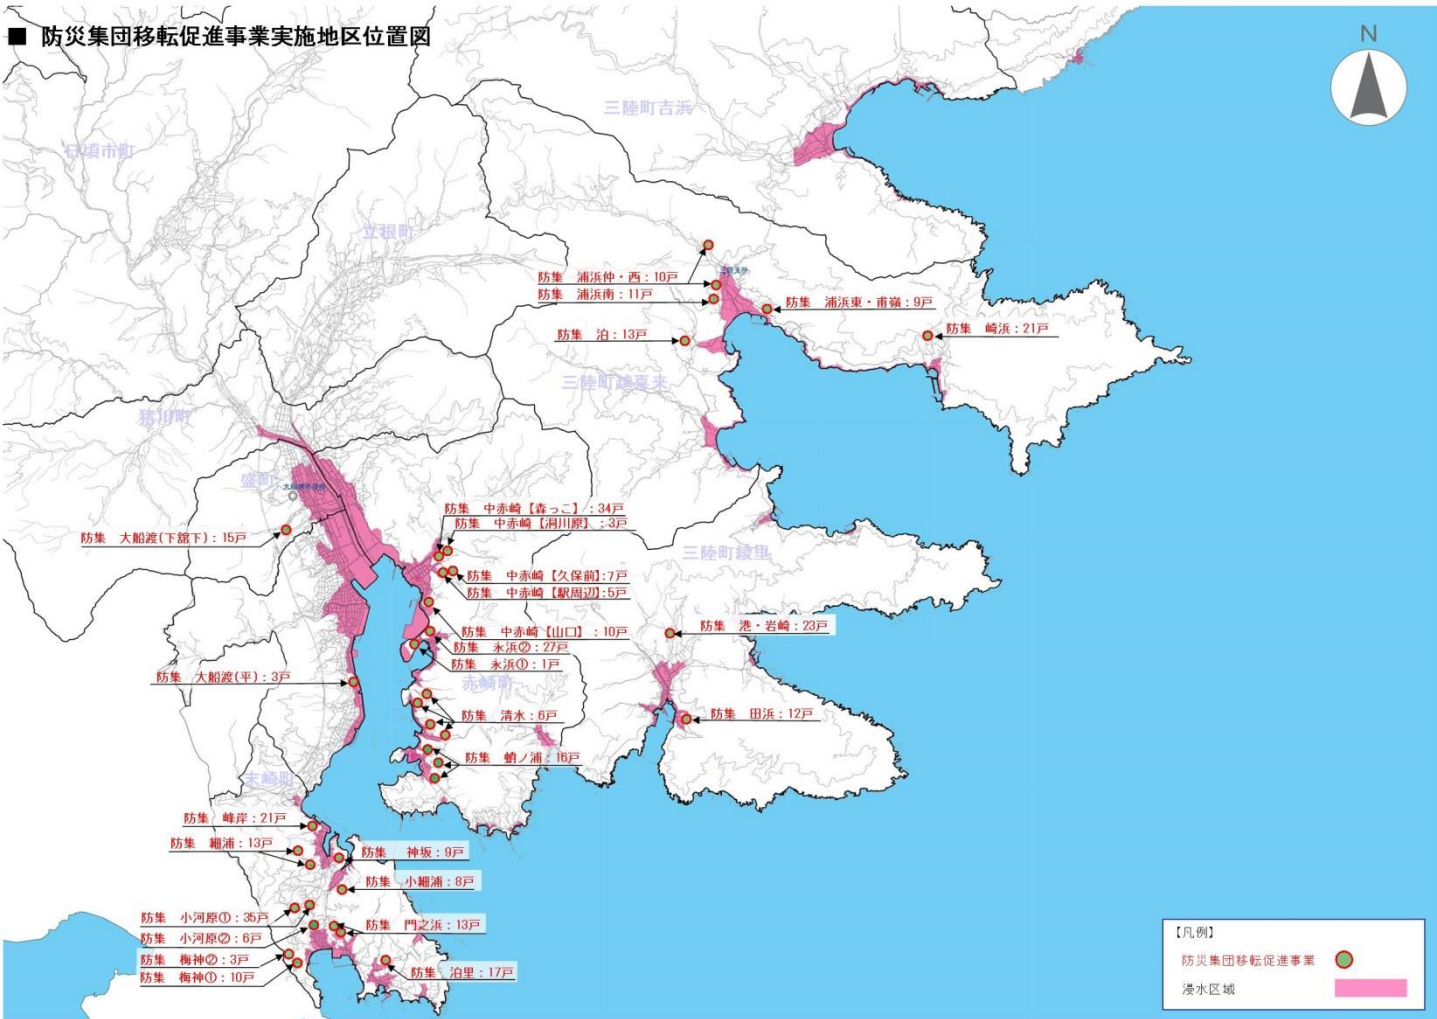 ■ 防災集団移転促進事業実施地区位置図
N
三陸町吉浜
日頃市町
立根町
防集 浦浜仲・西：10戸
防集 浦浜南：11戸
防集 浦浜東・甫嶺：9戸
防集 泊：13戸
防集 崎浜：21戸
三陸町越喜来
猪川町
盛町
大船渡市役所
防集 大船渡(下舘下)：15戸
防集 中赤崎【森っこ】：34戸
防集 中赤崎【洞川原】：3戸
三陸町綾里
防集 中赤崎【久保前】:7戸
防集 中赤崎【駅周辺】:5戸
防集 中赤崎【山口】：10戸
防集 港・岩崎：23戸
防集 永浜②：27戸
防集 永浜①：1戸
防集 大船渡(平)：3戸
赤崎町
防集 清水：6戸
防集 田浜：12戸
防集 蛸ノ浦：16戸
末崎町
防集 峰岸：21戸
防集 細浦：13戸
防集 神坂：9戸
防集 小細浦：8戸
防集 小河原①：35戸
防集 門之浜：13戸
防集 小河原②：6戸
防集 梅神②：3戸
防集 梅神①：10戸
防集 泊里：17戸
【凡例】
防災集団移転促進事業
浸水区域